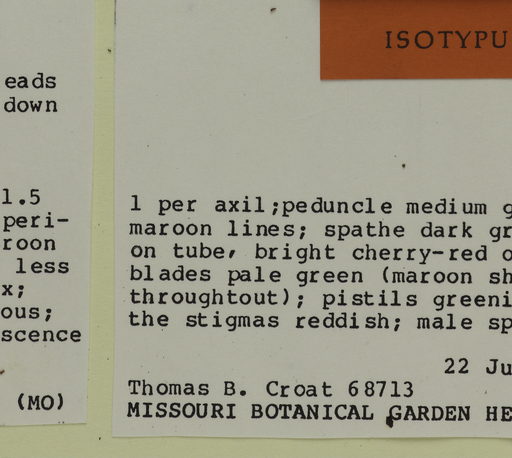 eads
down
1.5
peri-
roon
less
x;
ous;
scence
(MO)
ISOTYPU
1 per axil;peduncle medium g
maroon lines; spathe dark gr
on tube, bright cherry-red o
blades pale green (maroon sh
throughtout); pistils greeni
the stigmas reddish; male sp
22 Ju
Thomas B. Croat 68713
MISSOURI BOTANICAL GARDEN HE